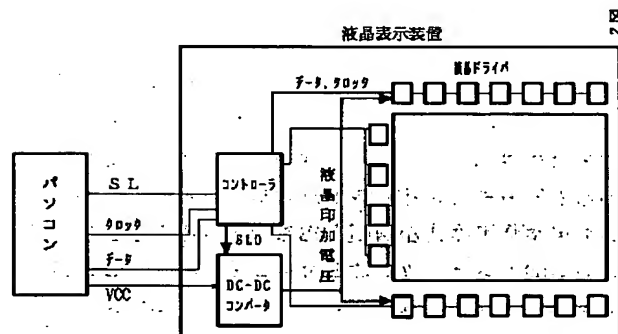 2図
液晶表示装置
液晶ドライバ
データ、クロック
パソコン
SL
クロック
データ
VCC
コントローラ
SLO
DC-DC
コンバータ
液晶印加電圧